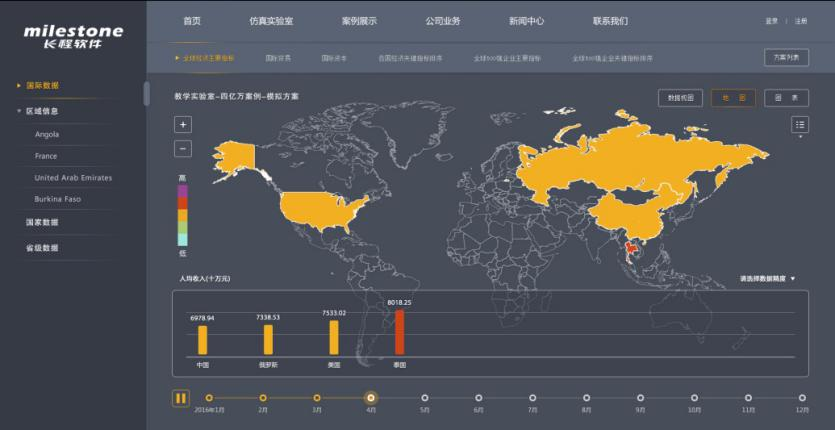 milestone
长程软件
首页
仿真实验室
案例展示
公司业务
新闻中心
联系我们
登录 | 注册
全球经济主要指标
国际贸易
国际资本
各国经济关键指标排序
全球500强企业主要指标
全球500强企业关键指标排序
方案列表
国际数据
区域信息
Angola
France
United Arab Emirates
Burkina Faso
国家数据
省级数据
教学实验室-四亿万案例-模拟方案
数据视图
地 图
图 表
高
低
人均收入(十万元)
请选择数据精度
6978.94
7338.53
7533.02
8018.25
中国
俄罗斯
美国
泰国
2016年1月
2月
3月
4月
5月
6月
7月
8月
9月
10月
11月
12月